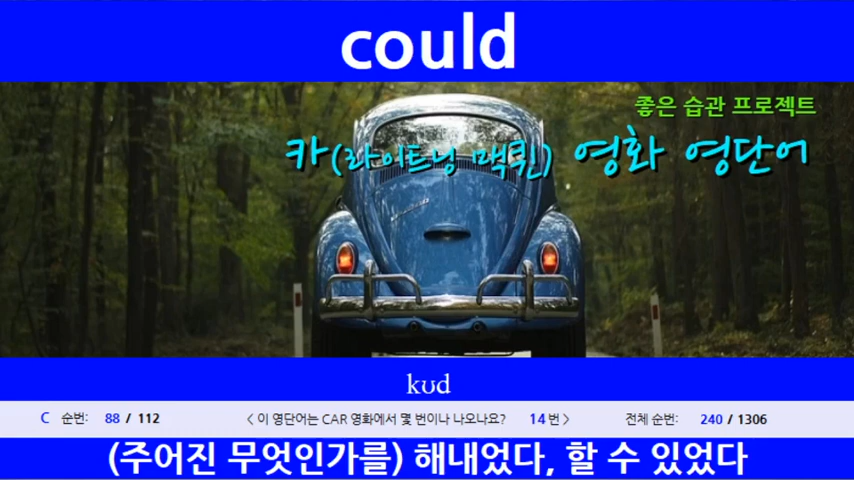 could
좋은 습관 프로젝트
카(라이트닝 맥퀸) 영화 영단어
kʊd
C 순번: 88 / 112 < 이 영단어는 CAR 영화에서 몇 번이나 나오나요? 14 번 > 전체 순번: 240 / 1306
(주어진 무엇인가를) 해내었다, 할 수 있었다